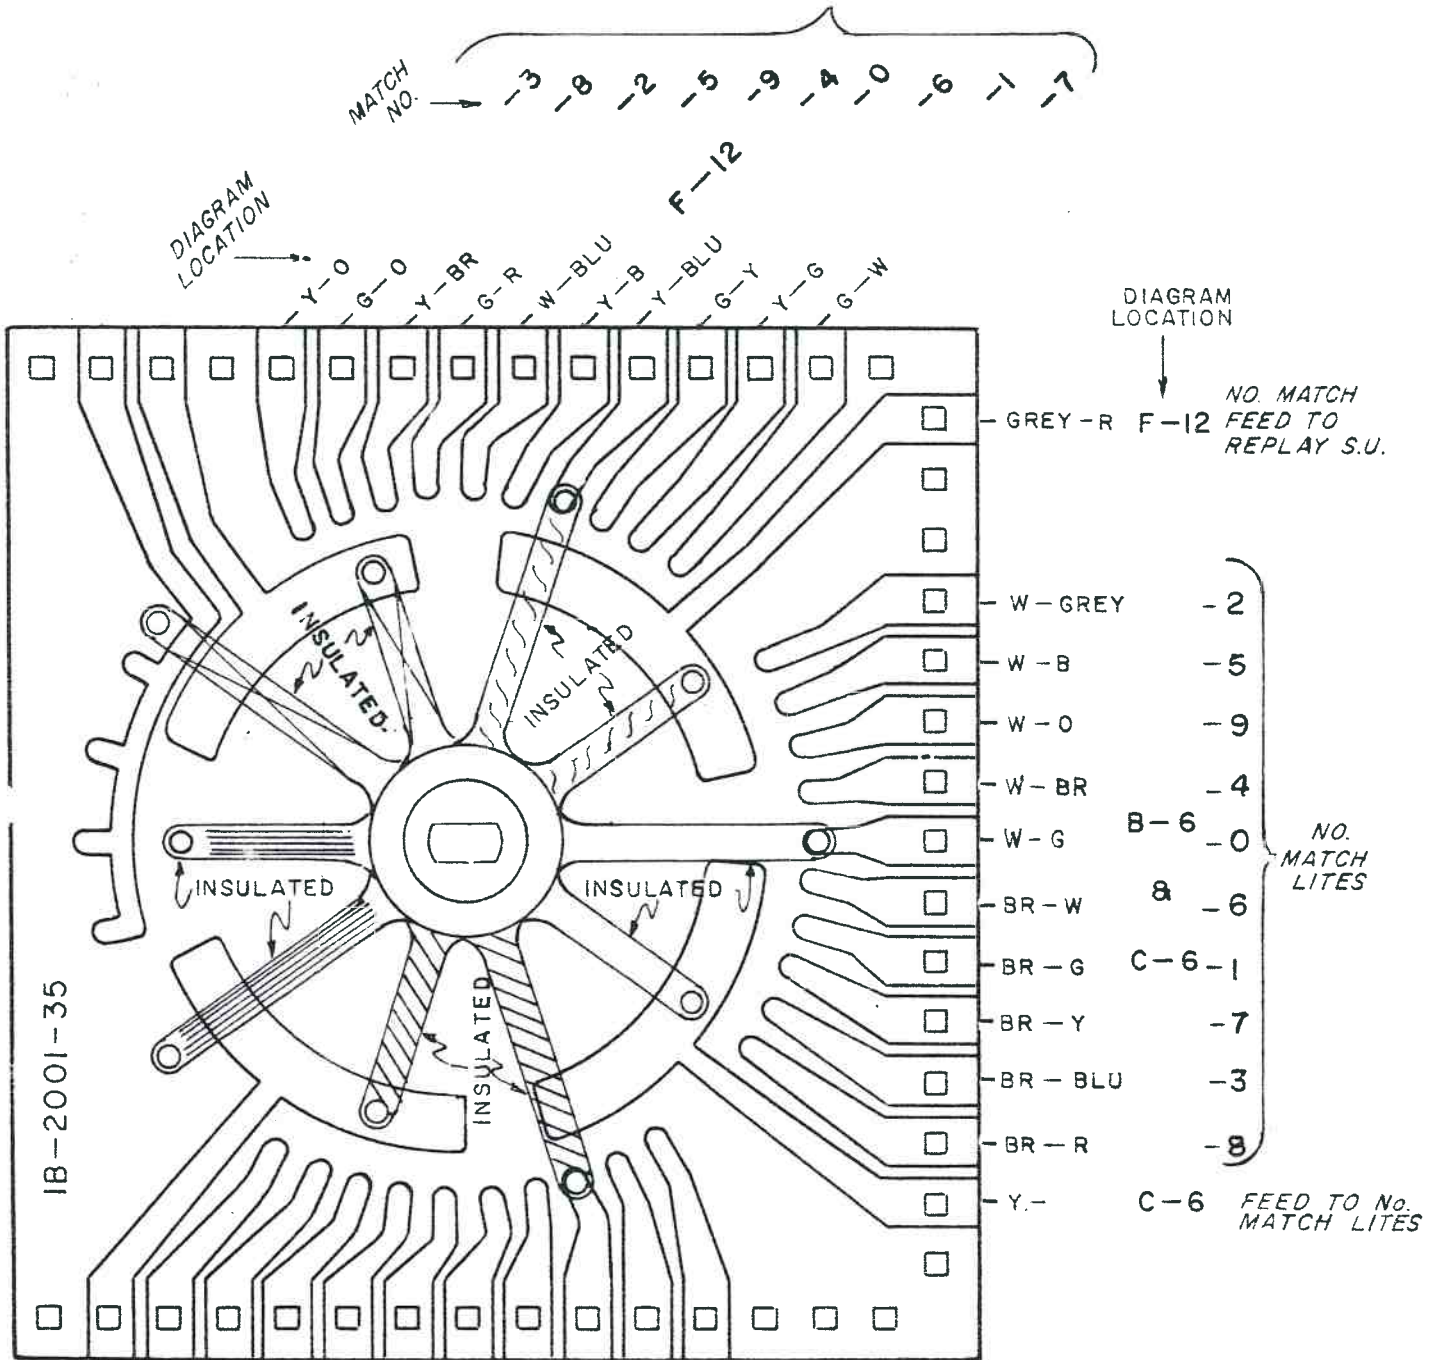 MATCH
NO.
-3 -8 -2 -5 -9 -4 -0 -6 -1 -7
F-12
DIAGRAM
LOCATION
Y-O
G-O
Y-BR
G-R
W-BLU
Y-B
Y-BLU
G-Y
Y-G
G-W
DIAGRAM
LOCATION
GREY-R F-12
NO. MATCH
FEED TO
REPLAY S.U.
W-GREY -2
W-B -5
W-O -9
W-BR -4
W-G B-6 -0
BR-W & -6
BR-G C-6 -1
BR-Y -7
BR-BLU -3
BR-R -8
NO.
MATCH
LITES
Y.- C-6
FEED TO No.
MATCH LITES
INSULATED.
INSULATED
INSULATED
INSULATED
INSULATED
1B-2001-35